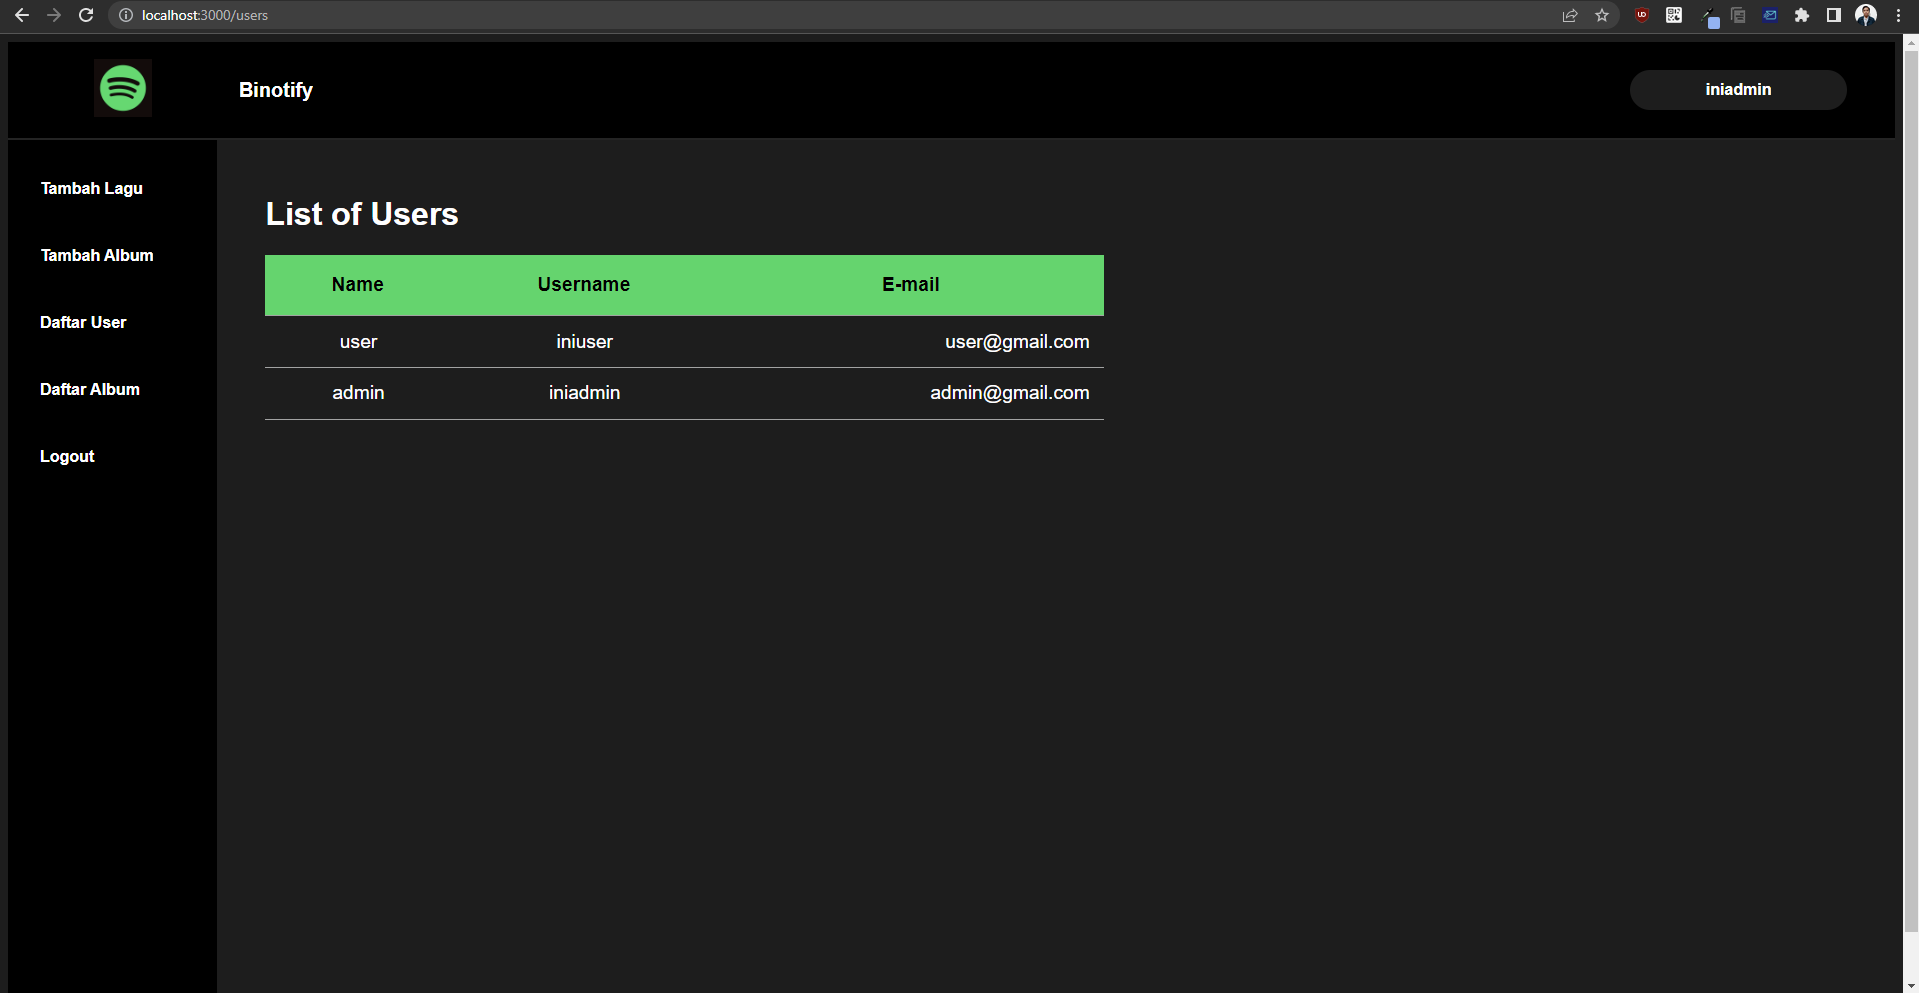 localhost:3000/users
Binotify
iniadmin
Tambah Lagu
Tambah Album
Daftar User
Daftar Album
Logout
List of Users
Name Username E-mail
user iniuser user@gmail.com
admin iniadmin admin@gmail.com